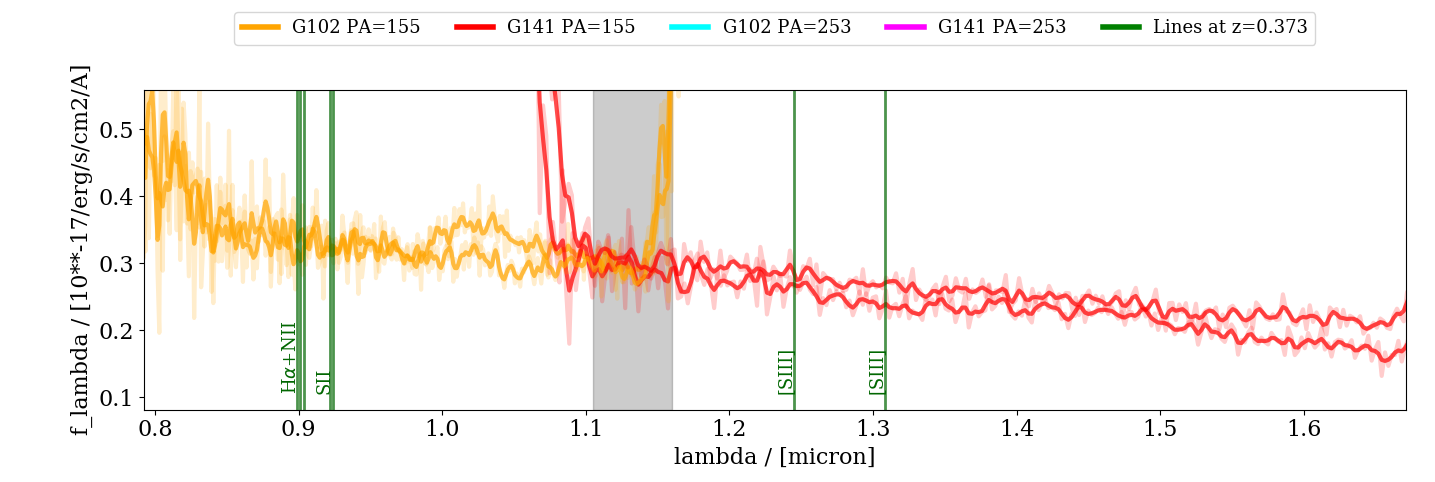 G102 PA=155 G141 PA=155 G102 PA=253 G141 PA=253 Lines at z=0.373
f_lambda / [10**-17/erg/s/cm2/A]
0.5
0.4
0.3
0.2
0.1
Hα+NII
SII
[SIII]
[SIII]
0.8 0.9 1.0 1.1 1.2 1.3 1.4 1.5 1.6
lambda / [micron]